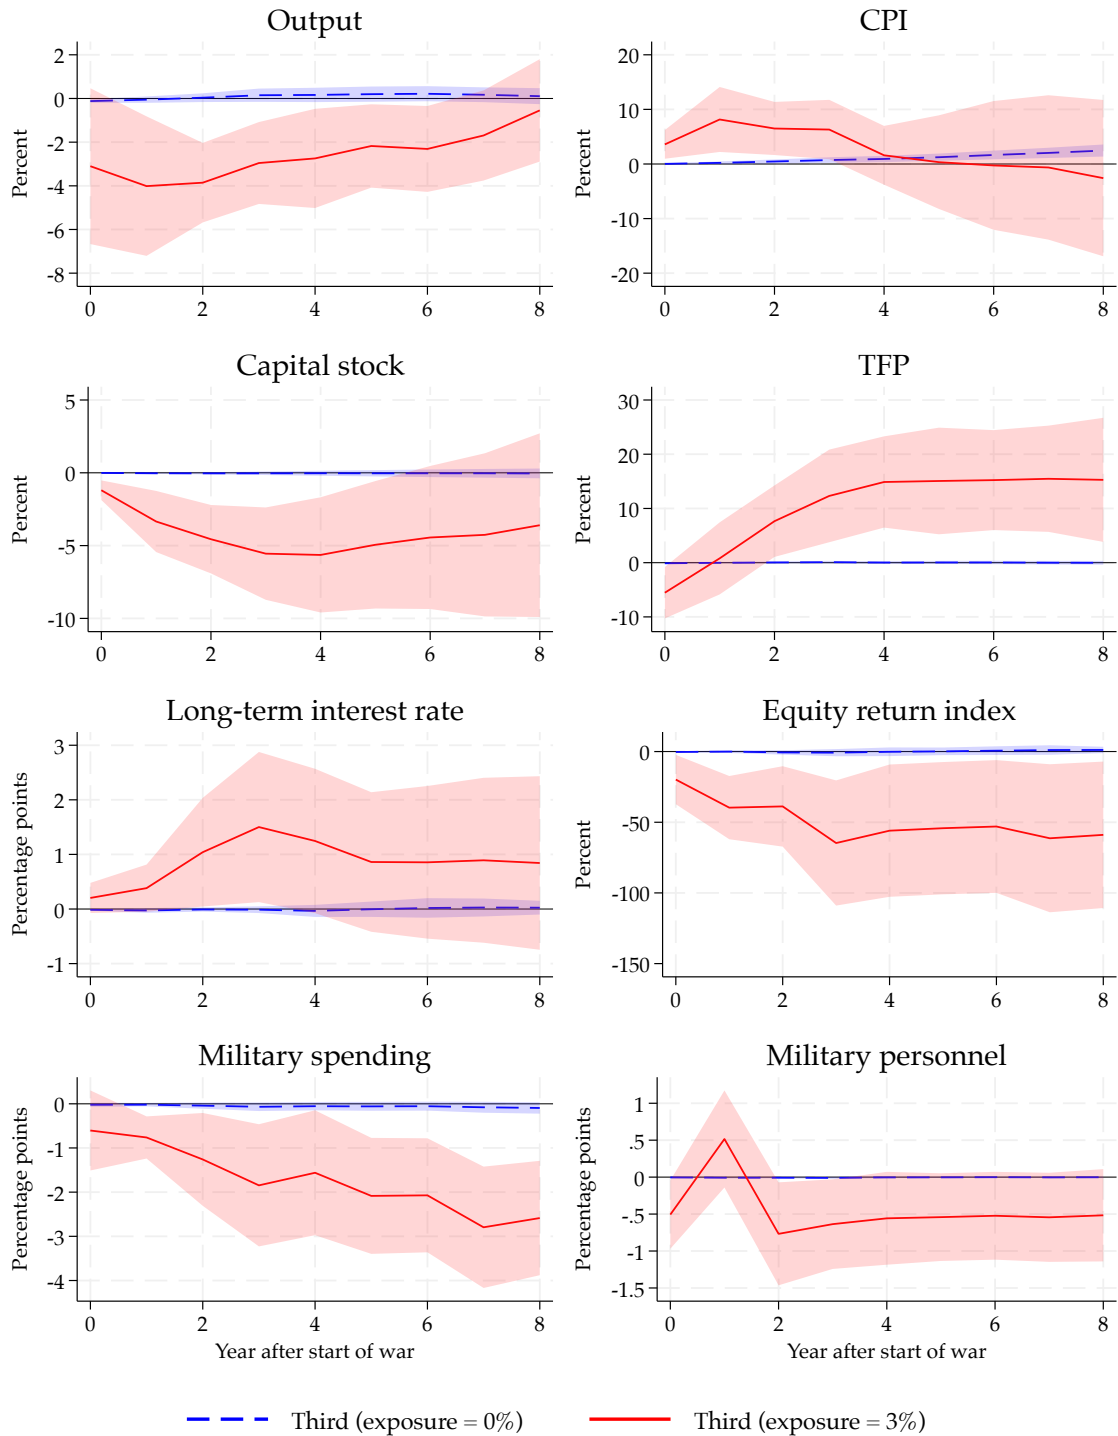 Output
Percent
2
0
-2
-4
-6
-8
0 2 4 6 8
CPI
Percent
20
10
0
-10
-20
0 2 4 6 8
Capital stock
Percent
5
0
-5
-10
0 2 4 6 8
TFP
Percent
30
20
10
0
-10
0 2 4 6 8
Long-term interest rate
Percentage points
3
2
1
0
-1
0 2 4 6 8
Equity return index
Percent
0
-50
-100
-150
0 2 4 6 8
Military spending
Percentage points
0
-1
-2
-3
-4
0 2 4 6 8
Year after start of war
Military personnel
Percentage points
1
.5
0
-.5
-1
-1.5
0 2 4 6 8
Year after start of war
Third (exposure = 0%)
Third (exposure = 3%)